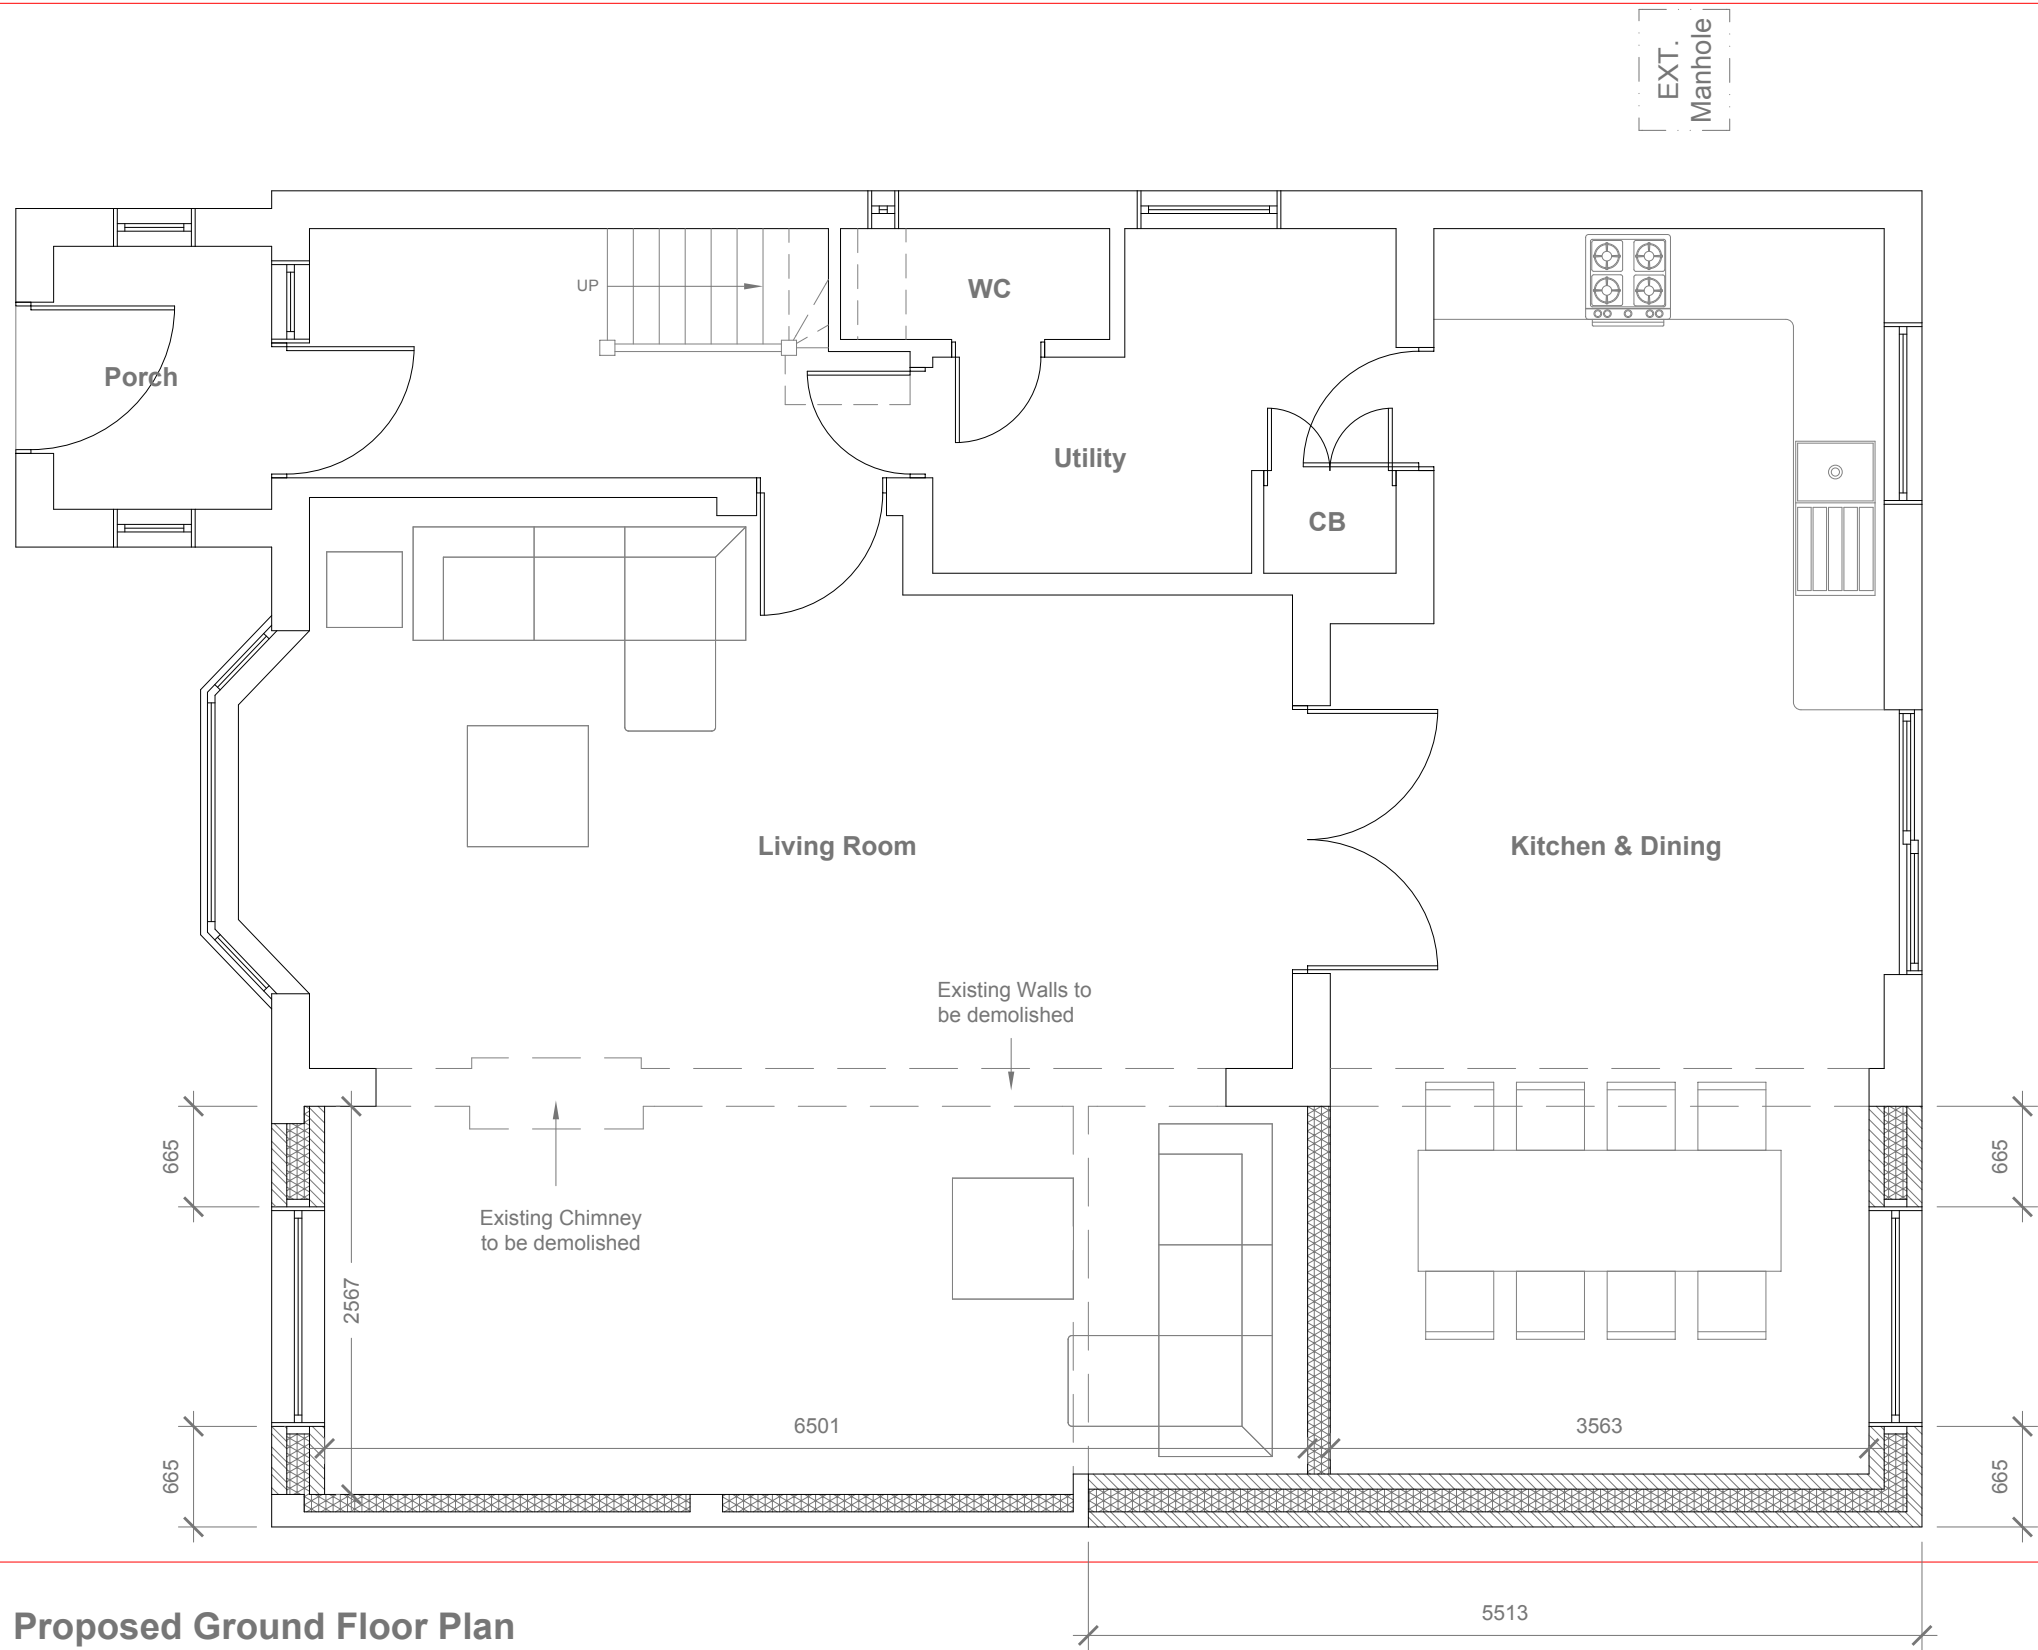 EXT.
Manhole
UP
WC
Porch
Utility
CB
Living Room
Kitchen & Dining
Existing Walls to
be demolished
665
665
Existing Chimney
to be demolished
2567
6501
3563
665
665
5513
Proposed Ground Floor Plan